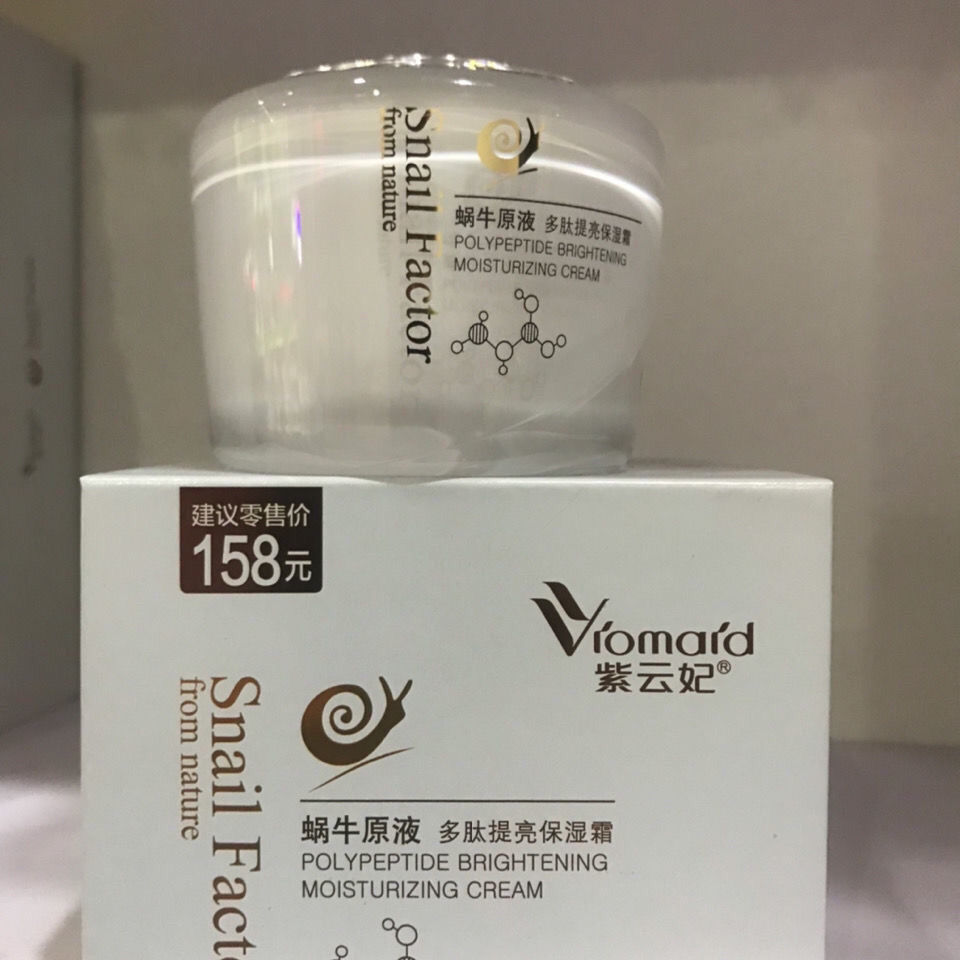 Snail Factor
from nature
蜗牛原液 多肽提亮保湿霜
POLYPEPTIDE BRIGHTENING
MOISTURIZING CREAM
建议零售价
158元
Vromard
紫云妃®
Snail Facto
from nature
蜗牛原液 多肽提亮保湿霜
POLYPEPTIDE BRIGHTENING
MOISTURIZING CREAM